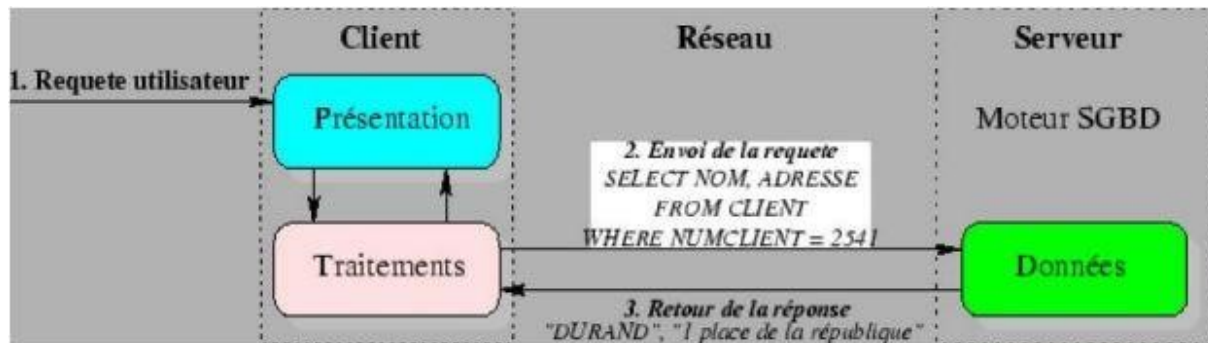 Client
Réseau
Serveur
1. Requete utilisateur
Présentation
Moteur SGBD
2. Envoi de la requete
SELECT NOM, ADRESSE
FROM CLIENT
WHERE NUMCLIENT = 2541
Traitements
Données
3. Retour de la réponse
"DURAND", "1 place de la république"